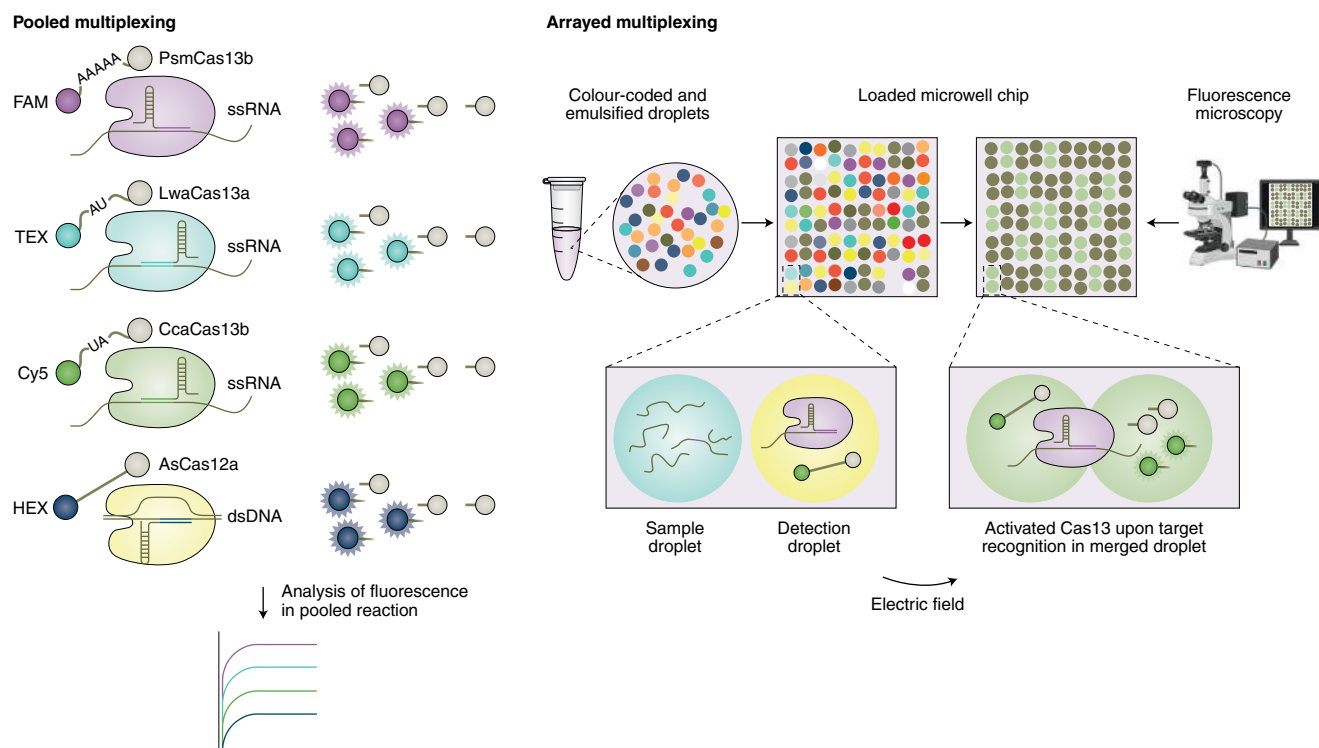 Pooled multiplexing
AAAAA
PsmCas13b
FAM
ssRNA
AU
LwaCas13a
TEX
ssRNA
UA
CcaCas13b
Cy5
ssRNA
AsCas12a
HEX
dsDNA
Analysis of fluorescence
in pooled reaction
Arrayed multiplexing
Colour-coded and
emulsified droplets
Loaded microwell chip
Fluorescence
microscopy
Sample
droplet
Detection
droplet
Activated Cas13 upon target
recognition in merged droplet
Electric field